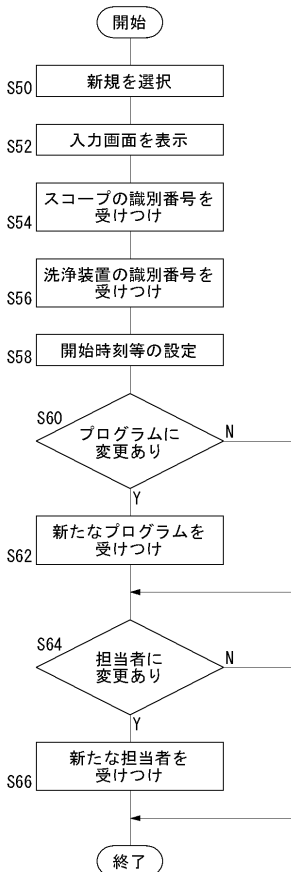 開始
S50
新規を選択
S52
入力画面を表示
S54
スコープの識別番号を
受けつけ
S56
洗浄装置の識別番号を
受けつけ
S58
開始時刻等の設定
S60
プログラムに
変更あり
N
Y
S62
新たなプログラムを
受けつけ
S64
担当者に
変更あり
N
Y
S66
新たな担当者を
受けつけ
終了